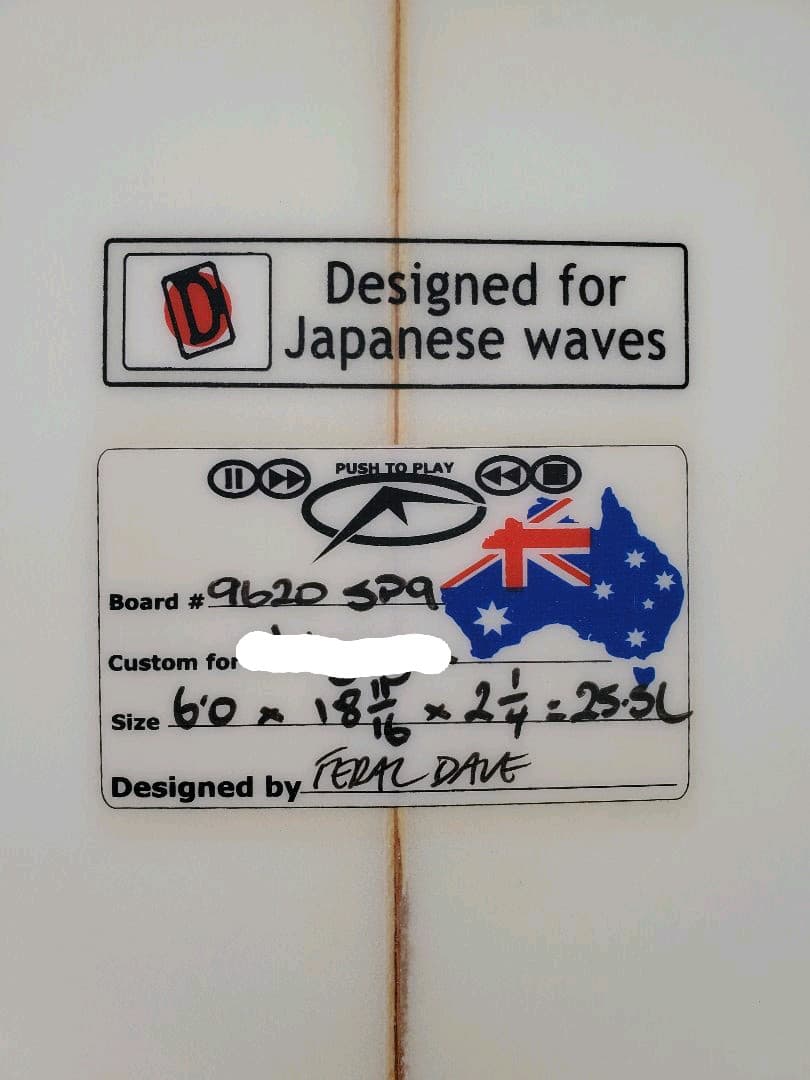 D
Designed for
Japanese waves
PUSH TO PLAY
Board # 9620 SPQ
Custom for
Size 6'0 x 18 11/16 x 2 1/4 = 25.5L
Designed by FERAL DAVE